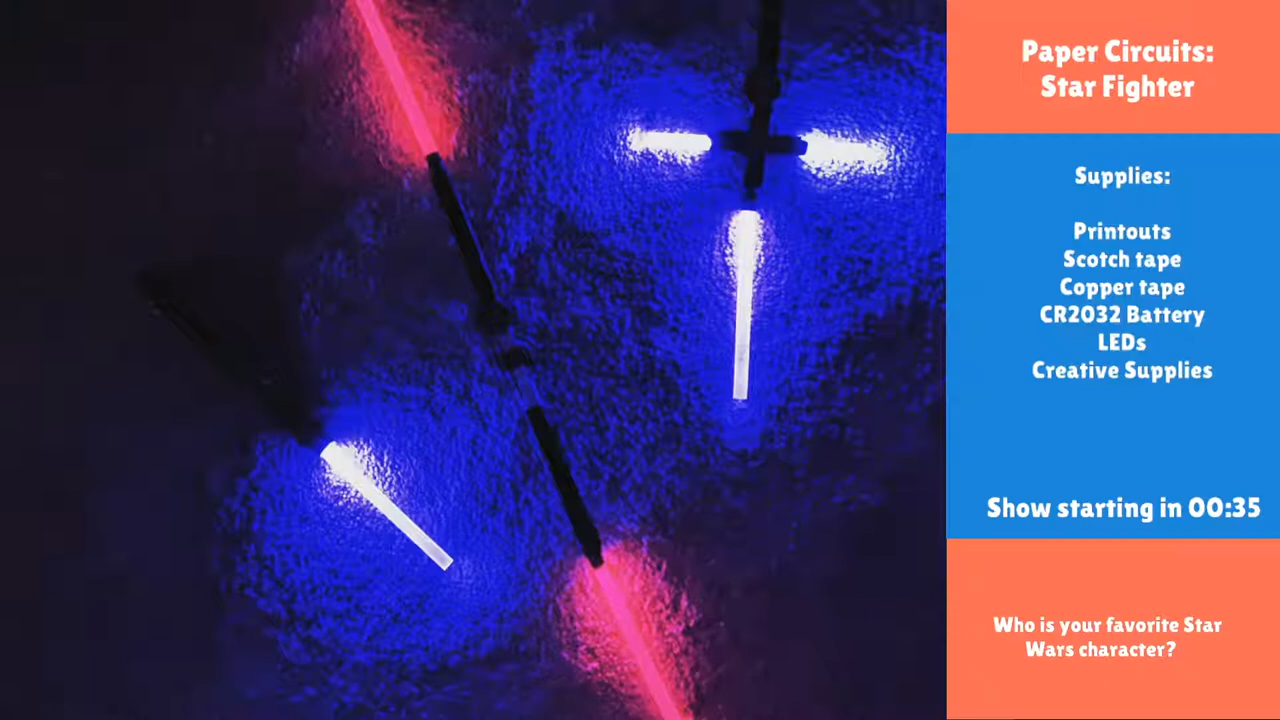 Paper Circuits:
Star Fighter
Supplies:
Printouts
Scotch tape
Copper tape
CR2032 Battery
LEDs
Creative Supplies
Show starting in 00:35
Who is your favorite Star
Wars character?